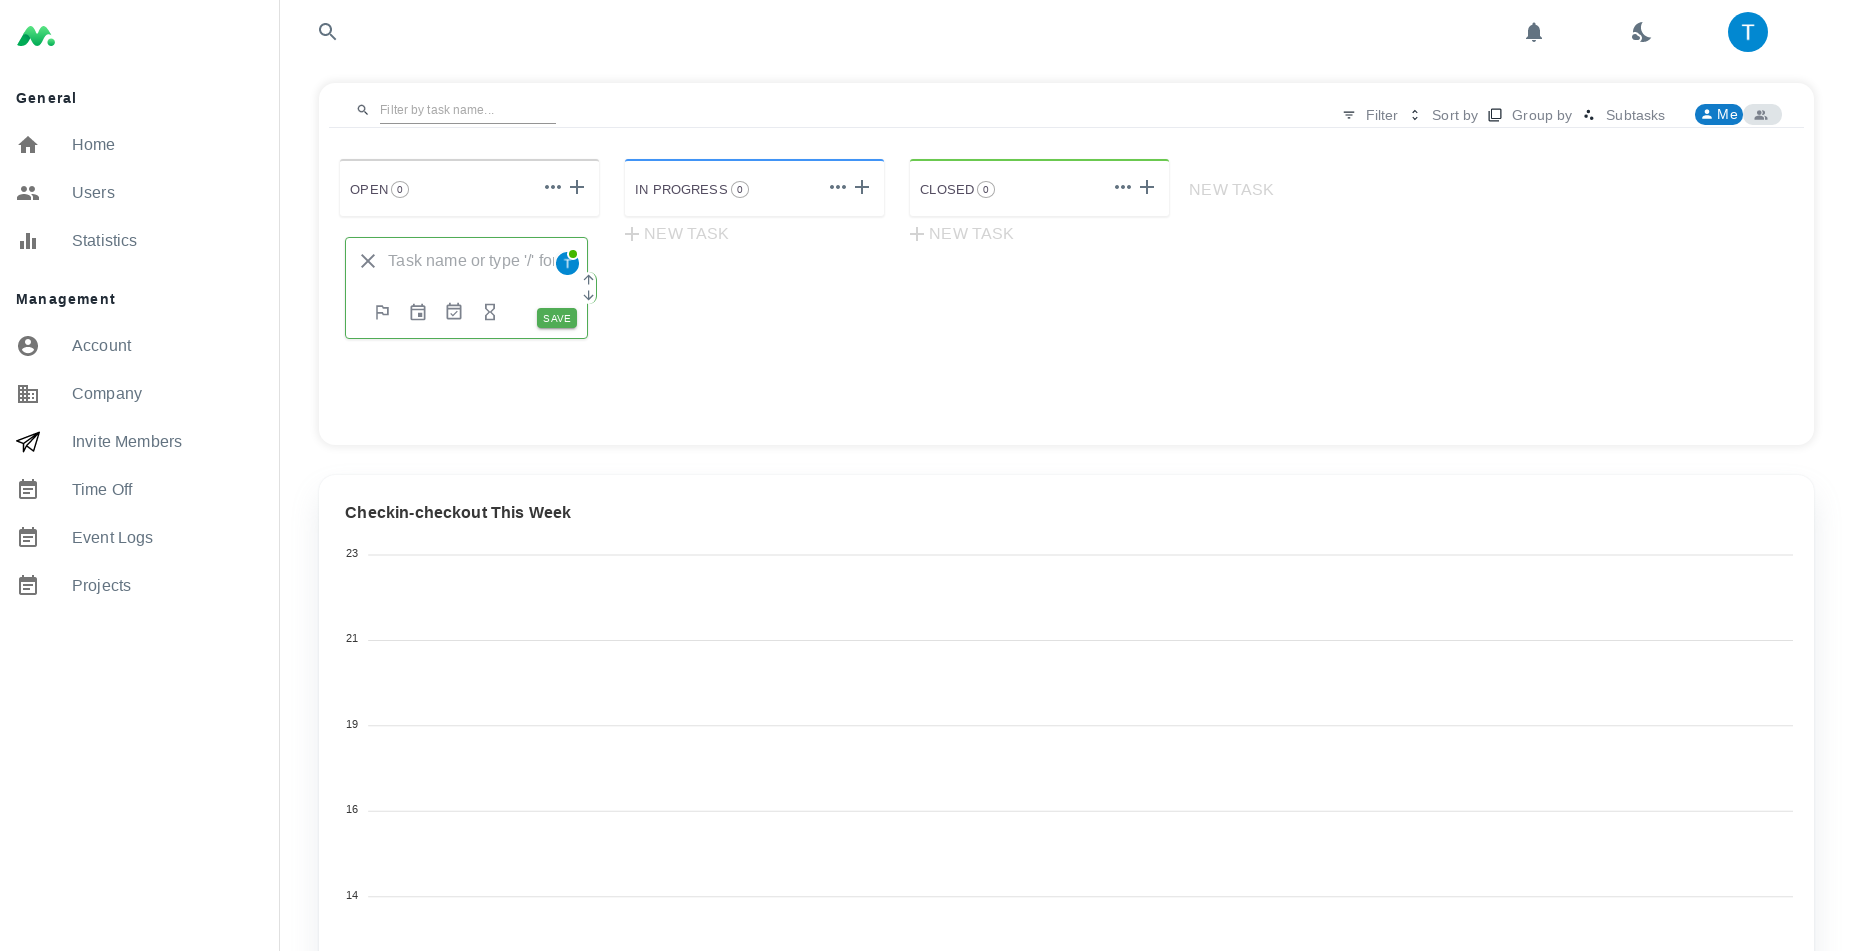 General
Home
Users
Statistics
Management
Account
Company
Invite Members
Time Off
Event Logs
Projects
T
Filter by task name...
Filter
Sort by
Group by
Subtasks
Me
OPEN 0
IN PROGRESS 0
CLOSED 0
NEW TASK
NEW TASK
NEW TASK
Task name or type '/' for
T
SAVE
Checkin-checkout This Week
23
21
19
16
14